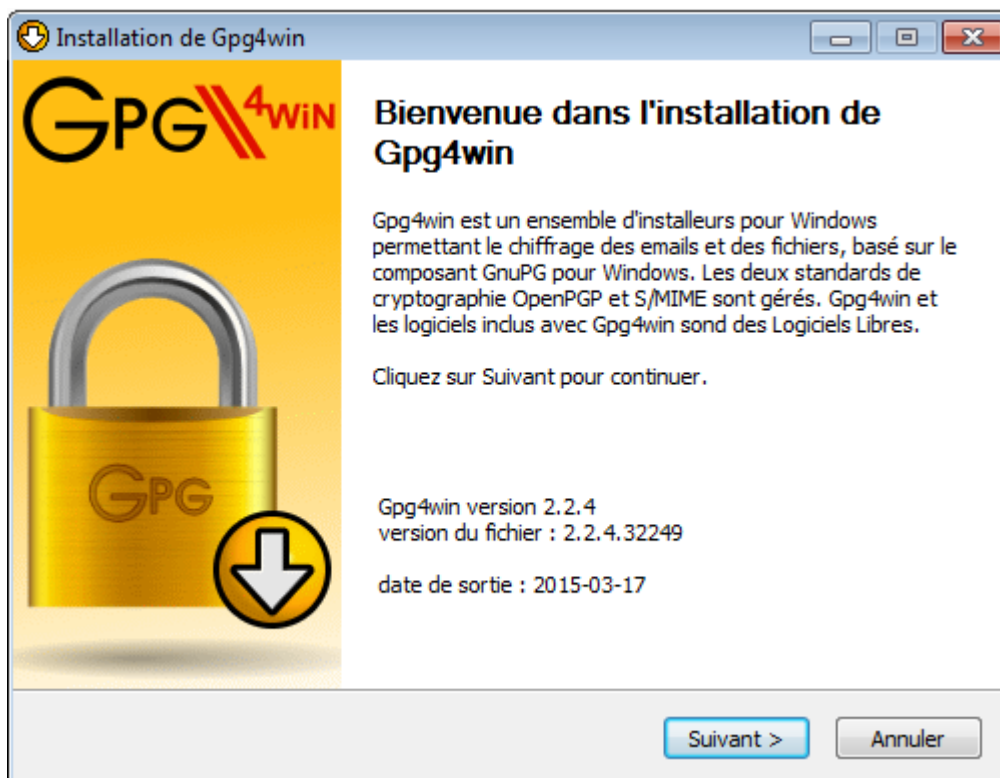 Installation de Gpg4win
GPG4WiN
Bienvenue dans l'installation de
Gpg4win
Gpg4win est un ensemble d'installeurs pour Windows
permettant le chiffrage des emails et des fichiers, basé sur le
composant GnuPG pour Windows. Les deux standards de
cryptographie OpenPGP et S/MIME sont gérés. Gpg4win et
les logiciels inclus avec Gpg4win sond des Logiciels Libres.
Cliquez sur Suivant pour continuer.
GPG
Gpg4win version 2.2.4
version du fichier : 2.2.4.32249
date de sortie : 2015-03-17
Suivant >
Annuler